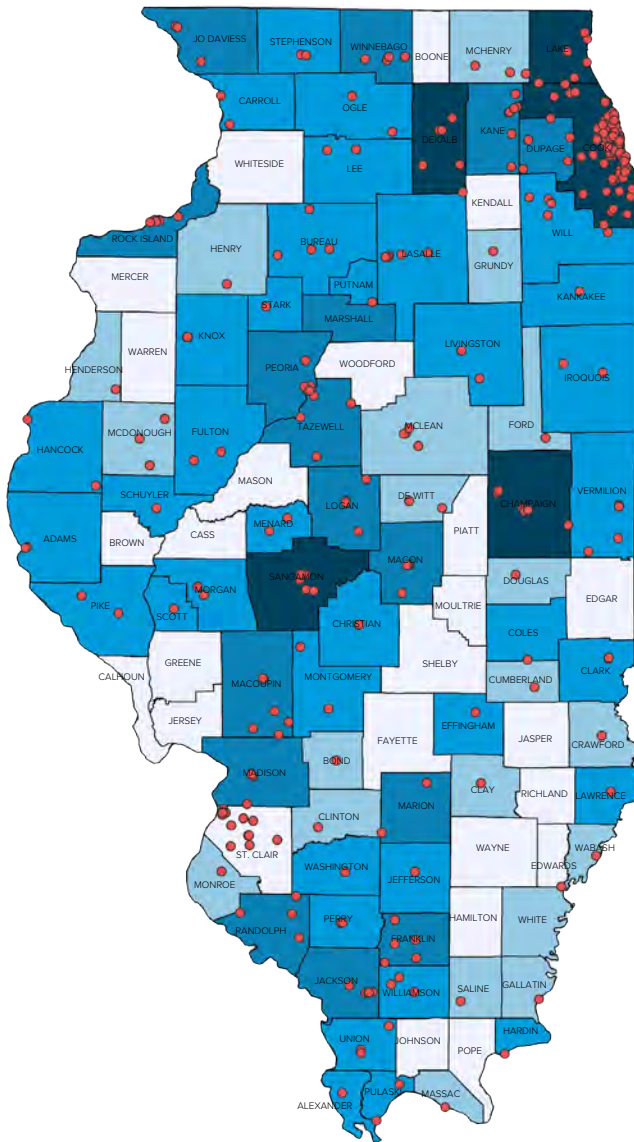 JO DAVIESS
STEPHENSON
WINNEBAGO
BOONE
MCHENRY
LAKE
CARROLL
OGLE
DEKALB
KANE
COOK
DUPAGE
WHITESIDE
LEE
KENDALL
WILL
ROCK ISLAND
HENRY
BUREAU
LASALLE
GRUNDY
MERCER
PUTNAM
KANKAKEE
STARK
MARSHALL
KNOX
LIVINGSTON
WARREN
HENDERSON
PEORIA
WOODFORD
IROQUOIS
TAZEWELL
MCLEAN
FORD
MCDONOUGH
FULTON
HANCOCK
MASON
SCHUYLER
LOGAN
DE WITT
CHAMPAIGN
VERMILION
MENARD
PIATT
CASS
ADAMS
BROWN
MACON
SANGAMON
DOUGLAS
MORGAN
EDGAR
PIKE
SCOTT
MOULTRIE
CHRISTIAN
COLES
GREENE
SHELBY
CALHOUN
MACOUPIN
MONTGOMERY
CLARK
CUMBERLAND
JERSEY
EFFINGHAM
FAYETTE
JASPER
CRAWFORD
BOND
MADISON
CLAY
RICHLAND
LAWRENCE
MARION
CLINTON
WABASH
WAYNE
ST. CLAIR
EDWARDS
WASHINGTON
JEFFERSON
MONROE
PERRY
HAMILTON
WHITE
RANDOLPH
FRANKLIN
JACKSON
GALLATIN
WILLIAMSON
SALINE
HARDIN
UNION
JOHNSON
POPE
PULASKI
MASSAC
ALEXANDER